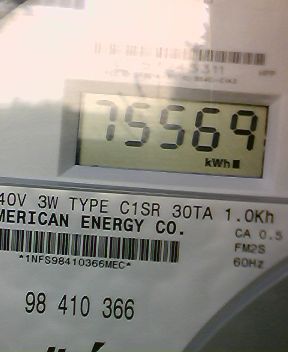 75569
kWh
40V 3W TYPE C1SR 30TA 1.0Kh
MERICAN ENERGY CO.
CA 0.5
FM2S
*1NFS98410366MEC*
60Hz
98 410 366